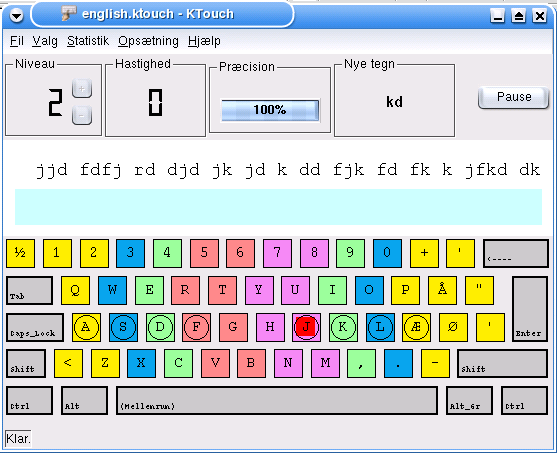 english.ktouch - KTouch
Fil Valg Statistik Opsætning Hjælp
Niveau Hastighed Præcision Nye tegn
2 + - 0 100% kd Pause
jjd fdfj rd djd jk jd k dd fjk fd fk k jfkd dk
½ 1 2 3 4 5 6 7 8 9 0 + ' <----
Tab Q W E R T Y U I O P Å " Enter
Caps_Lock A S D F G H J K L Æ Ø '
Shift < Z X C V B N M , . - Shift
Ctrl Alt (Mellemrum) Alt_Gr Ctrl
Klar.